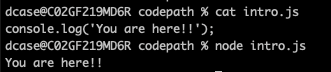 dcase@C02GF219MD6R codepath % cat intro.js
console.log('You are here!!');
dcase@C02GF219MD6R codepath % node intro.js
You are here!!